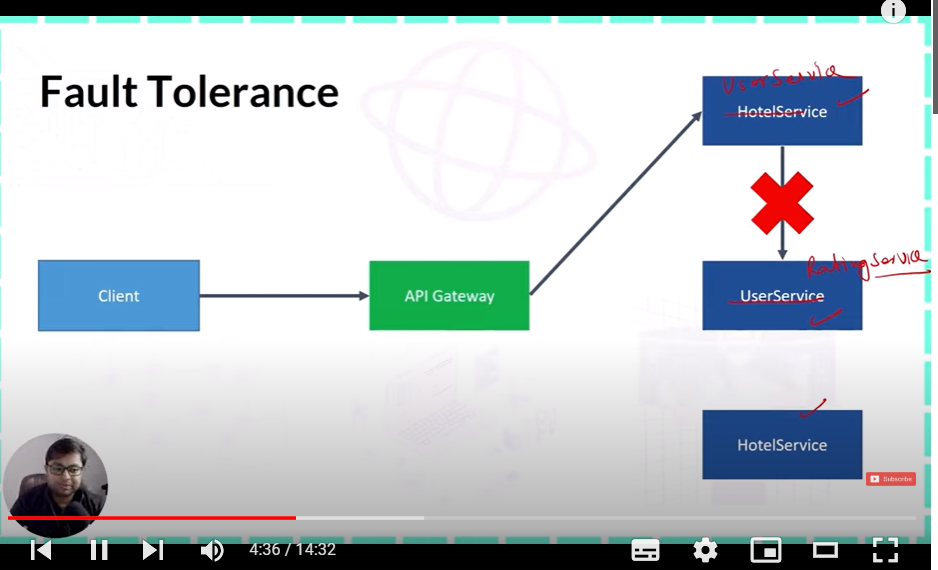 Fault Tolerance
UserService
HotelService
RatingService
Client
API Gateway
UserService
HotelService
Subscribe
4:36 / 14:32
i